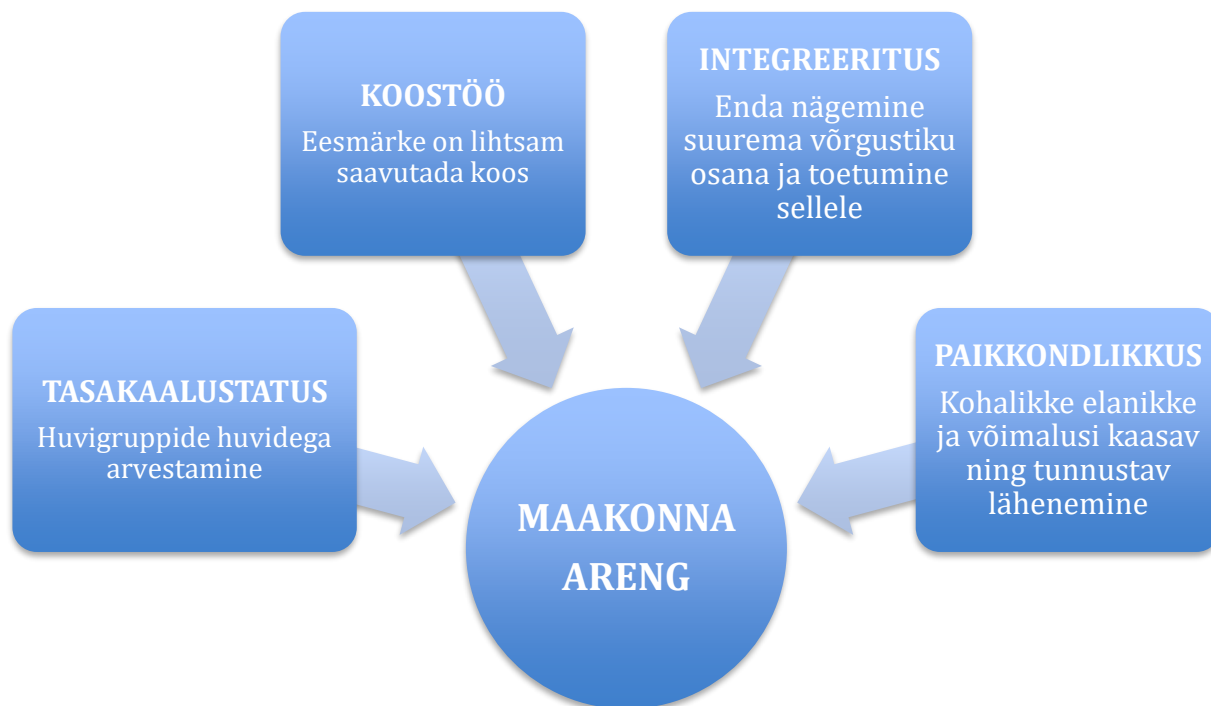 KOOSTÖÖ
Eesmärke on lihtsam
saavutada koos
INTEGREERITUS
Enda nägemine
suurema võrgustiku
osana ja toetumine
sellele
TASAKAALUSTATUS
Huvigruppide huvidega
arvestamine
PAIKKONDLIKKUS
Kohalikke elanikke
ja võimalusi kaasav
ning tunnustav
lähenemine
MAAKONNA
ARENG